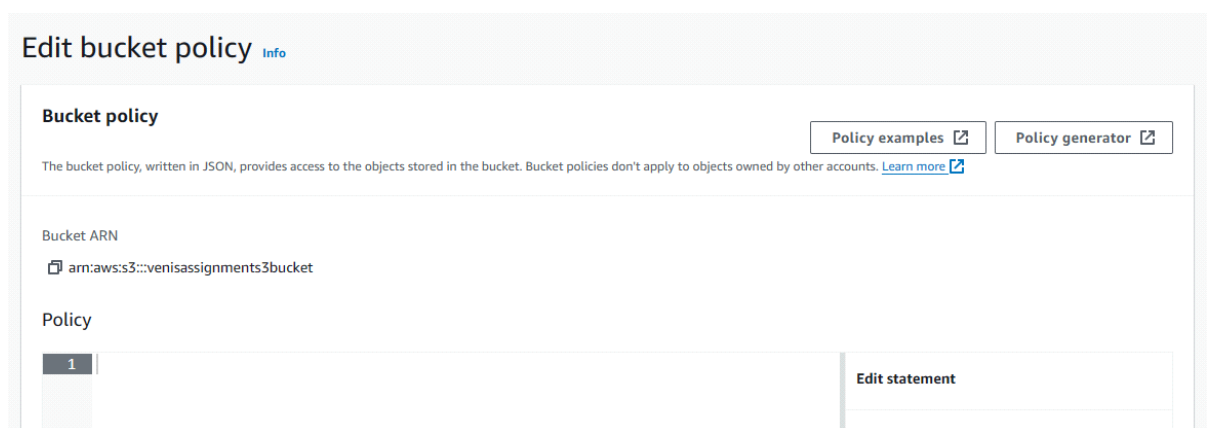 Edit bucket policy Info
Bucket policy
Policy examples
Policy generator
The bucket policy, written in JSON, provides access to the objects stored in the bucket. Bucket policies don't apply to objects owned by other accounts. Learn more
Bucket ARN
arn:aws:s3:::venisassignments3bucket
Policy
1
Edit statement